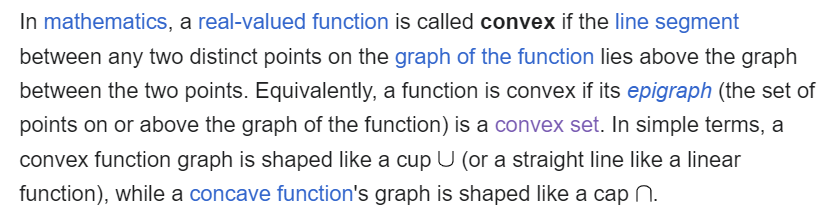 In mathematics, a real-valued function is called convex if the line segment
between any two distinct points on the graph of the function lies above the graph
between the two points. Equivalently, a function is convex if its epigraph (the set of
points on or above the graph of the function) is a convex set. In simple terms, a
convex function graph is shaped like a cup ∪ (or a straight line like a linear
function), while a concave function's graph is shaped like a cap ∩.